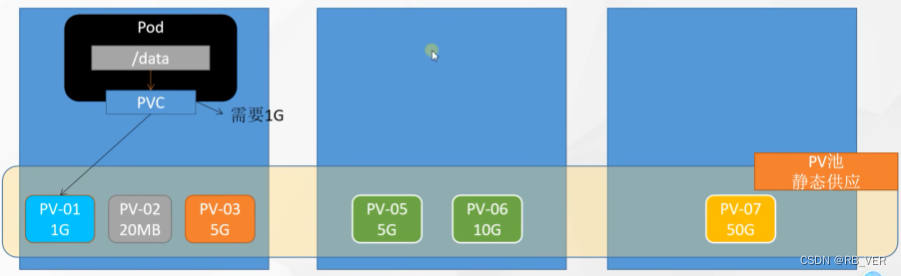 Pod
/data
PVC
需要1G
PV池
静态供应
PV-01
1G
PV-02
20MB
PV-03
5G
PV-05
5G
PV-06
10G
PV-07
50G
CSDN @RB_VER